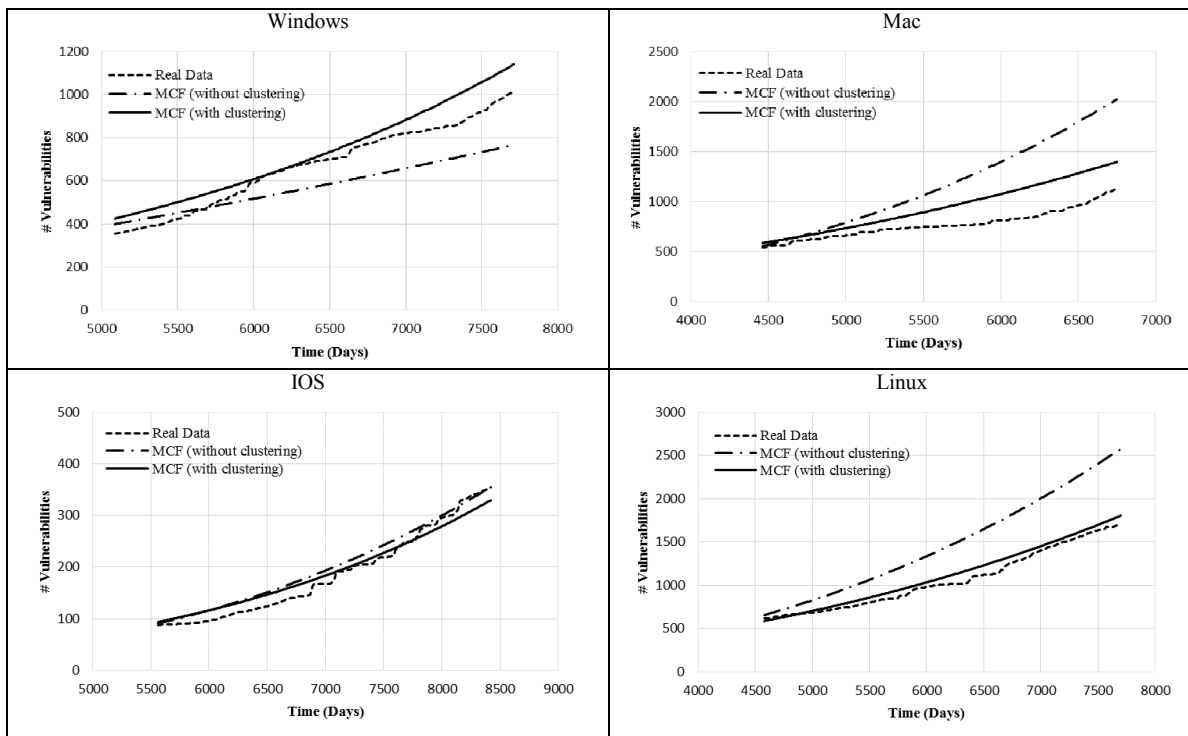 Windows
# Vulnerabilities
1200
1000
800
600
400
200
0
Real Data
MCF (without clustering)
MCF (with clustering)
5000 5500 6000 6500 7000 7500 8000
Time (Days)
Mac
# Vulnerabilities
2500
2000
1500
1000
500
0
Real Data
MCF (without clustering)
MCF (with clustering)
4000 4500 5000 5500 6000 6500 7000
Time (Days)
IOS
# Vulnerabilities
500
400
300
200
100
0
Real Data
MCF (without clustering)
MCF (with clustering)
5000 5500 6000 6500 7000 7500 8000 8500 9000
Time (Days)
Linux
# Vulnerabilities
3000
2500
2000
1500
1000
500
0
Real Data
MCF (without clustering)
MCF (with clustering)
4000 4500 5000 5500 6000 6500 7000 7500 8000
Time (Days)